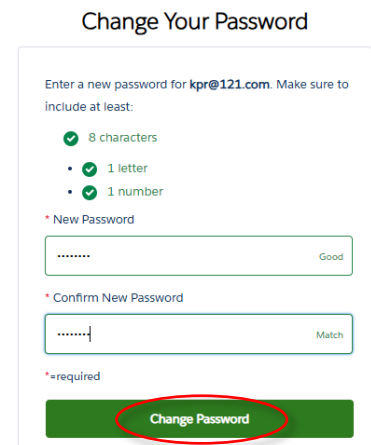 Change Your Password
Enter a new password for kpr@121.com. Make sure to
include at least:
8 characters
• 1 letter
• 1 number
* New Password
•••••••• Good
* Confirm New Password
•••••••• Match
*=required
Change Password